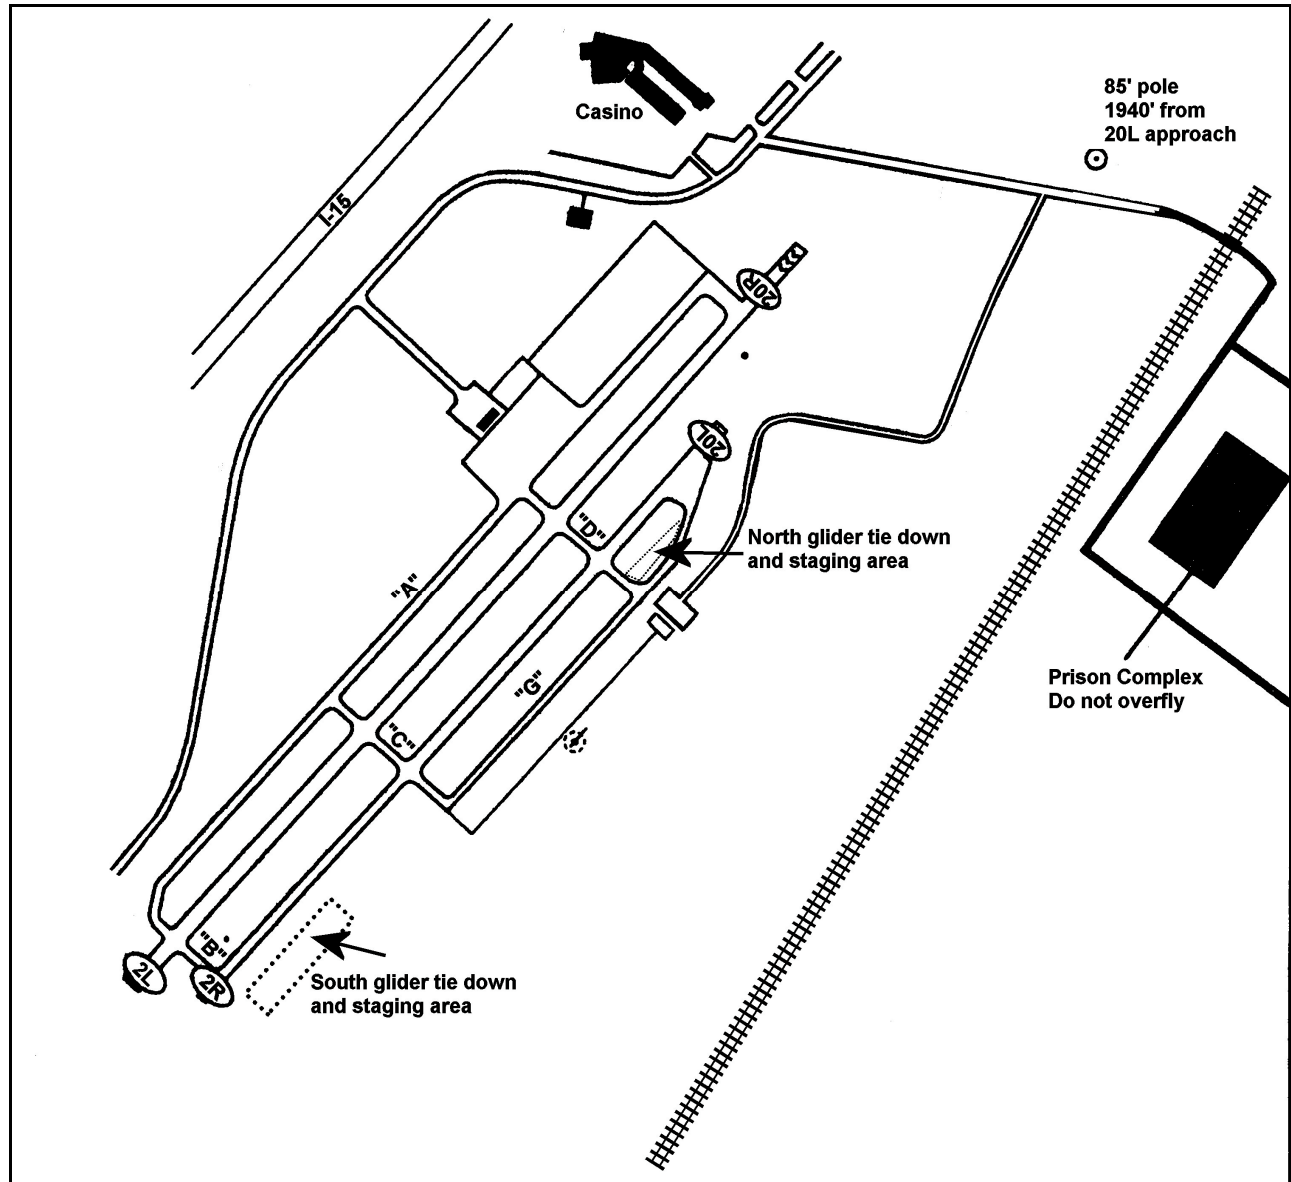 85' pole
1940' from
20L approach
Casino
I-15
20R
20L
"D"
North glider tie down
and staging area
"A"
"G"
Prison Complex
Do not overfly
"C"
"B"
2L
2R
South glider tie down
and staging area